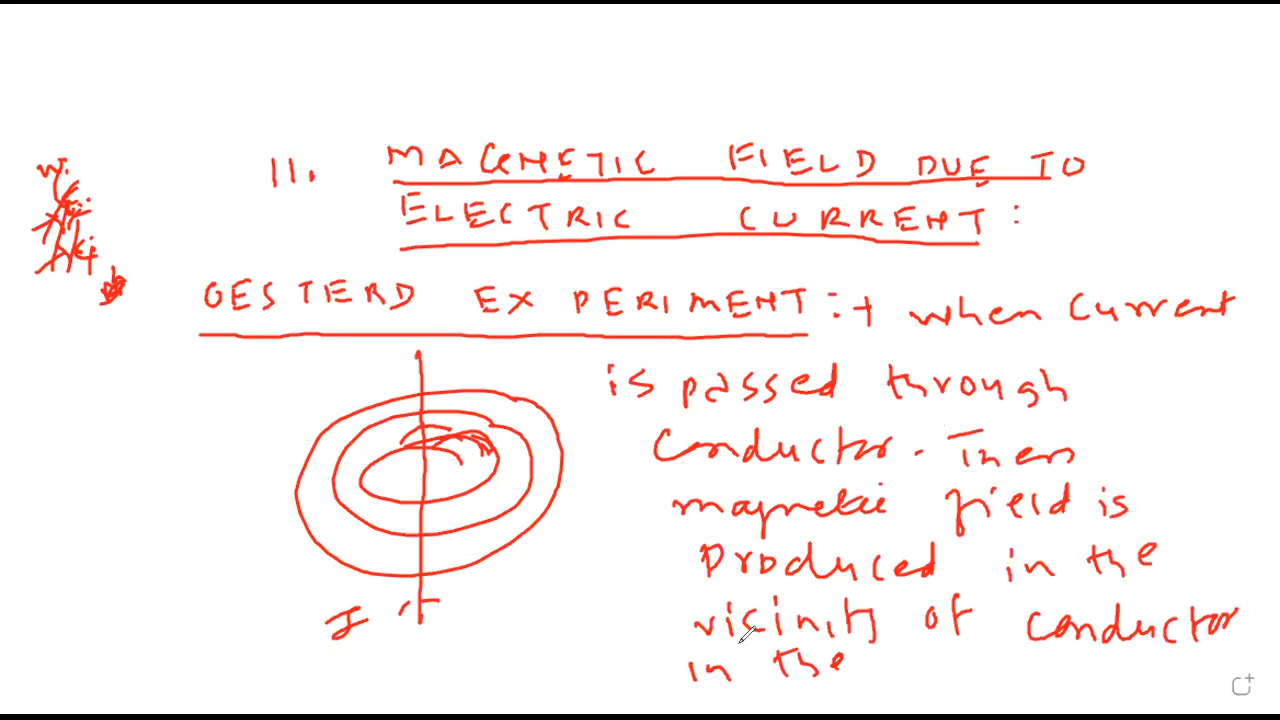 11. MAGNETIC FIELD DUE TO
ELECTRIC CURRENT:
OESTERD EXPERIMENT:→ when current
is passed through
conductor. Then
magnetic field is
produced in the
vicinity of conductor
in the
I